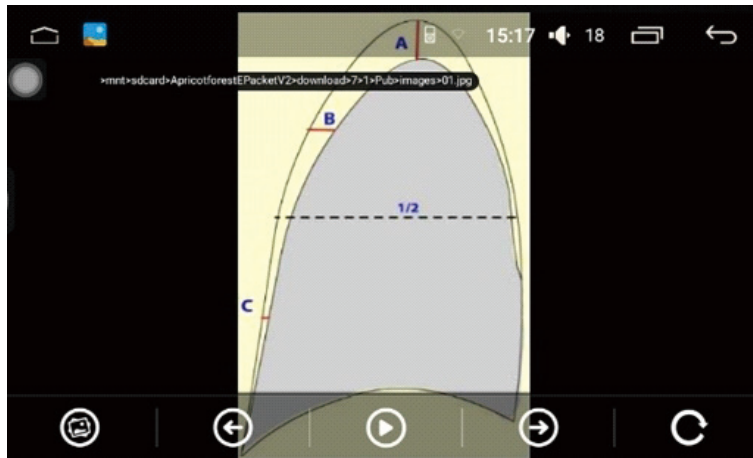 15:17
18
A
>mnt>sdcard>ApricotforestEPacketV2>download>7>1>Pub>images>01.jpg
B
1/2
C